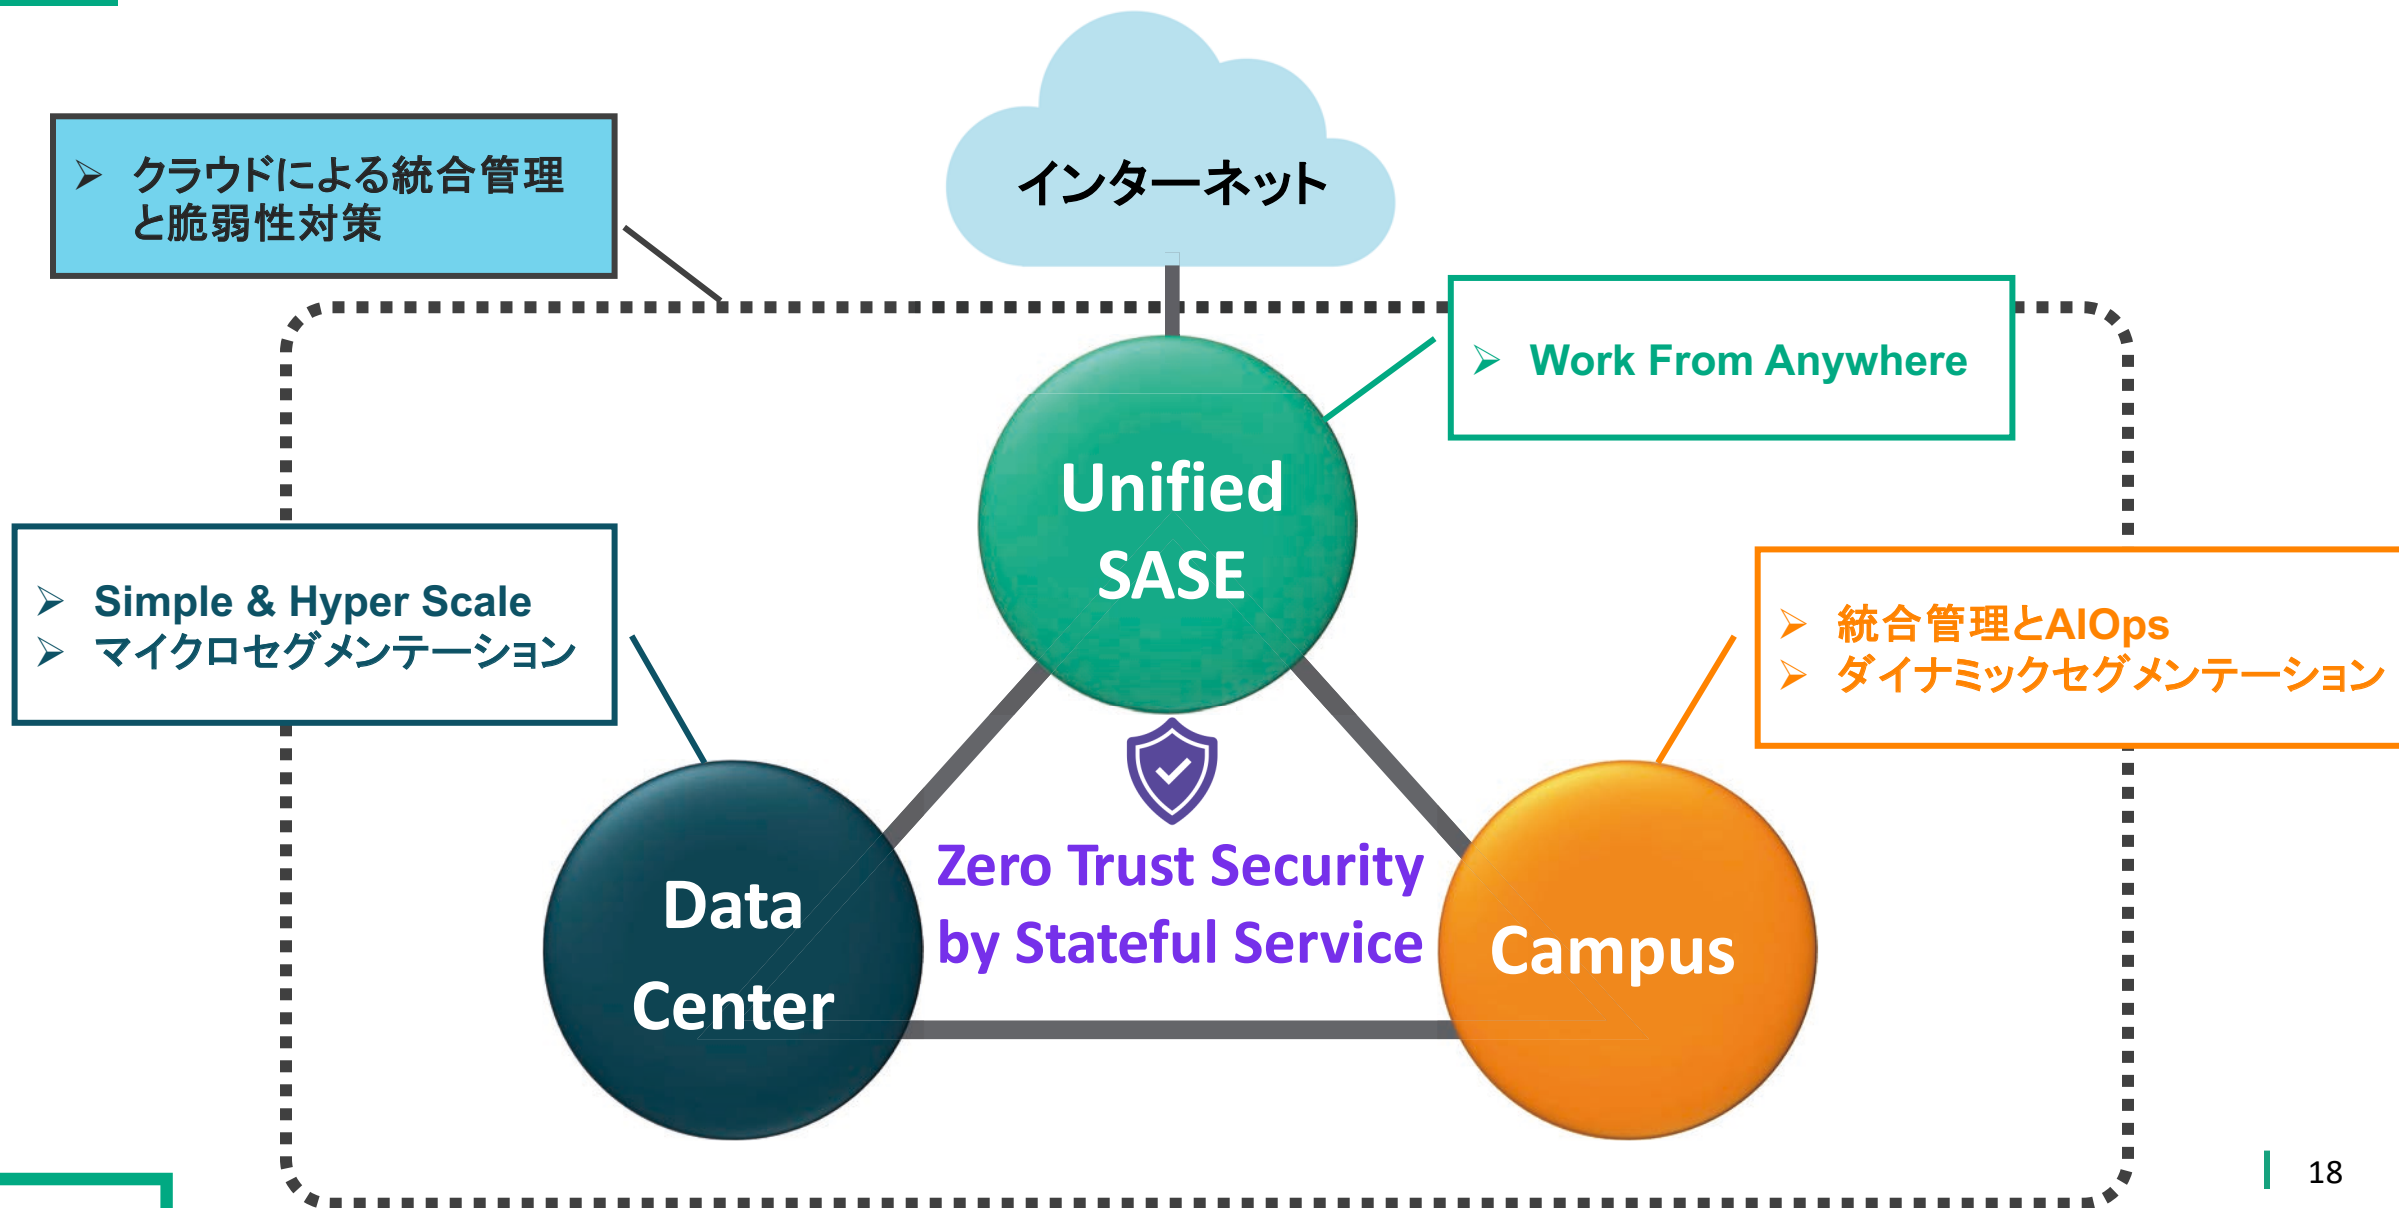 インターネット
➢ クラウドによる統合管理
と脆弱性対策
➢ Work From Anywhere
Unified
SASE
➢ Simple & Hyper Scale
➢ マイクロセグメンテーション
➢ 統合管理とAIOps
➢ ダイナミックセグメンテーション
Zero Trust Security
by Stateful Service
Data
Center
Campus
18